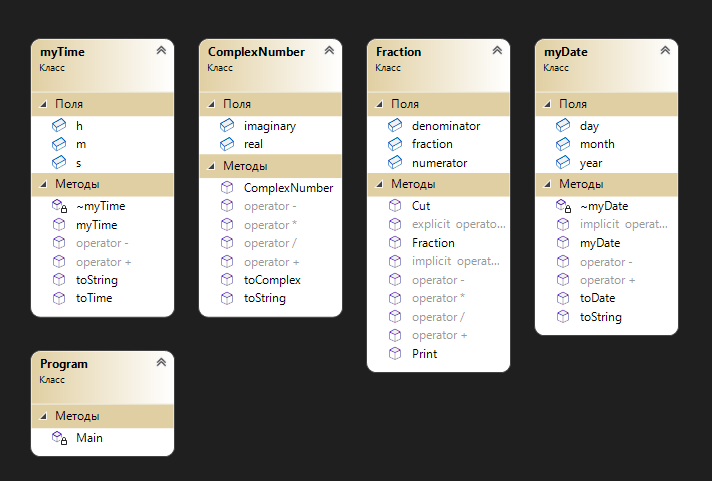 myTime
Класс
Поля
h
m
s
Методы
~myTime
myTime
operator -
operator +
toString
toTime
ComplexNumber
Класс
Поля
imaginary
real
Методы
ComplexNumber
operator -
operator *
operator /
operator +
toComplex
toString
Fraction
Класс
Поля
denominator
fraction
numerator
Методы
Cut
explicit operato...
Fraction
implicit operat...
operator -
operator *
operator /
operator +
Print
myDate
Класс
Поля
day
month
year
Методы
~myDate
implicit operat...
myDate
operator -
operator +
toDate
toString
Program
Класс
Методы
Main